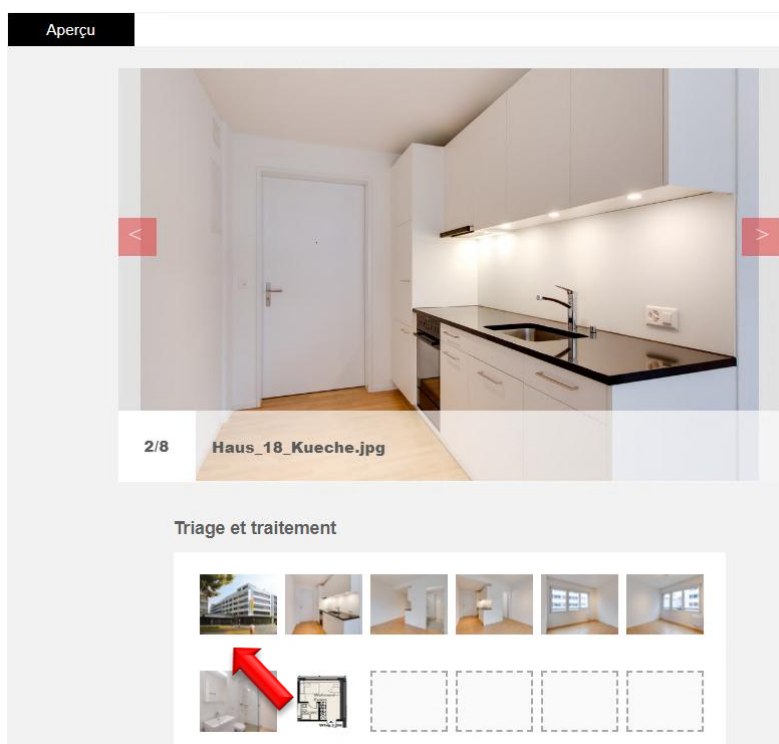 Aperçu
<
>
2/8 Haus_18_Kueche.jpg
Triage et traitement